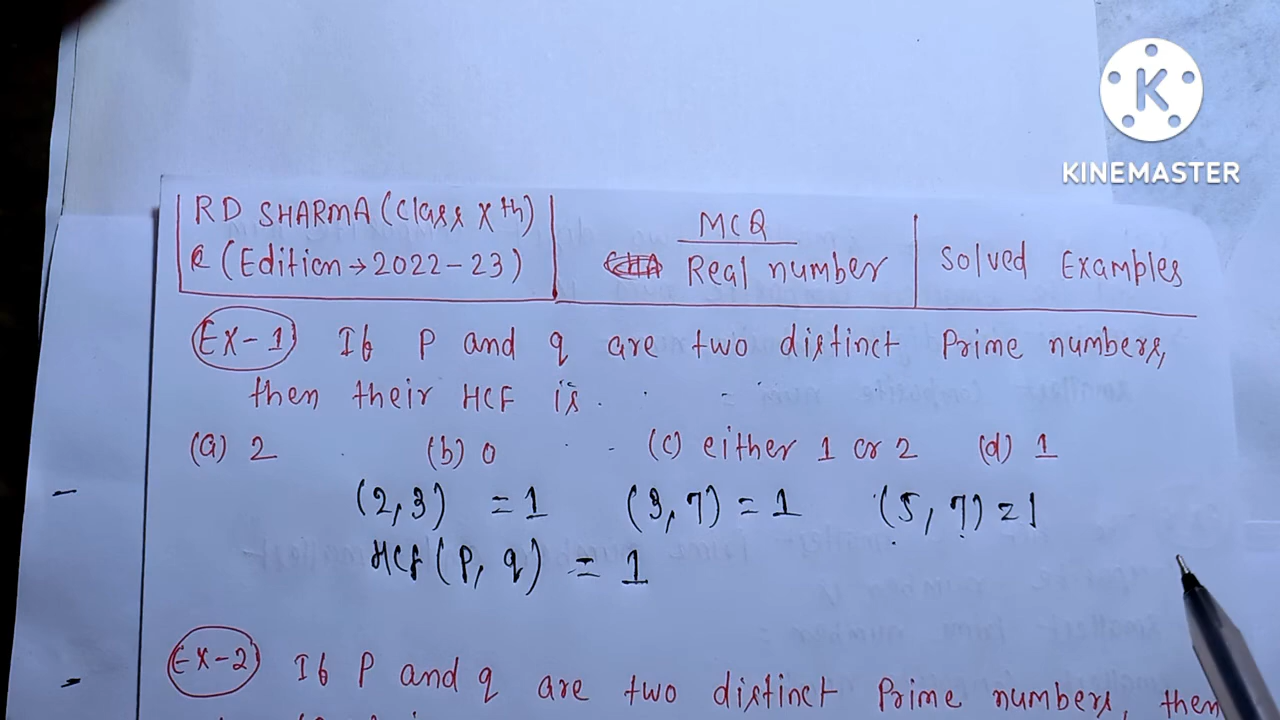 KINEMASTER
RD SHARMA (Class Xth)
(Edition→2022-23)
MCQ
Real number
Solved Examples
Ex-1 If P and q are two distinct Prime numbers,
then their HCF is.
(a) 2 (b) 0 (c) either 1 or 2 (d) 1
(2,3) = 1 (3,7) = 1 (5,7) = 1
HCF(P, q) = 1
Ex-2 If P and q are two distinct Prime numbers, then